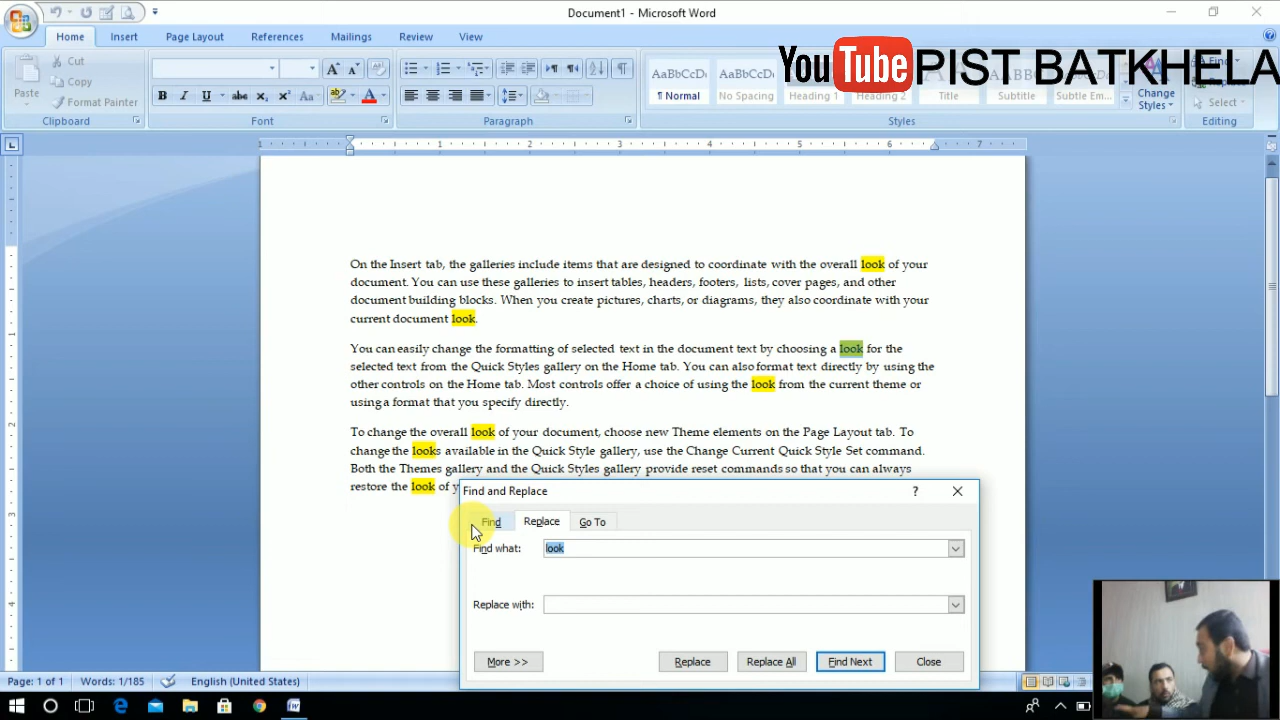 Document1 - Microsoft Word
Home Insert Page Layout References Mailings Review View
YouTube PIST BATKHELA
Paste Cut
Copy
Format Painter
AaBbCcDc AaBbCcDc
¶ Normal No Spacing Heading 1 Heading 2 Title Subtitle Subtle Em...
Change Styles
Find
Select
Clipboard Font Paragraph Styles Editing
1 1 2 3 4 5 6 7
On the Insert tab, the galleries include items that are designed to coordinate with the overall look of your
document. You can use these galleries to insert tables, headers, footers, lists, cover pages, and other
document building blocks. When you create pictures, charts, or diagrams, they also coordinate with your
current document look.
You can easily change the formatting of selected text in the document text by choosing a look for the
selected text from the Quick Styles gallery on the Home tab. You can also format text directly by using the
other controls on the Home tab. Most controls offer a choice of using the look from the current theme or
using a format that you specify directly.
To change the overall look of your document, choose new Theme elements on the Page Layout tab. To
change the looks available in the Quick Style gallery, use the Change Current Quick Style Set command.
Both the Themes gallery and the Quick Styles gallery provide reset commands so that you can always
restore the look of y
Find and Replace
Find Replace Go To
Find what: look
Replace with:
More >> Replace Replace All Find Next Close
Page: 1 of 1 Words: 1/185 English (United States)